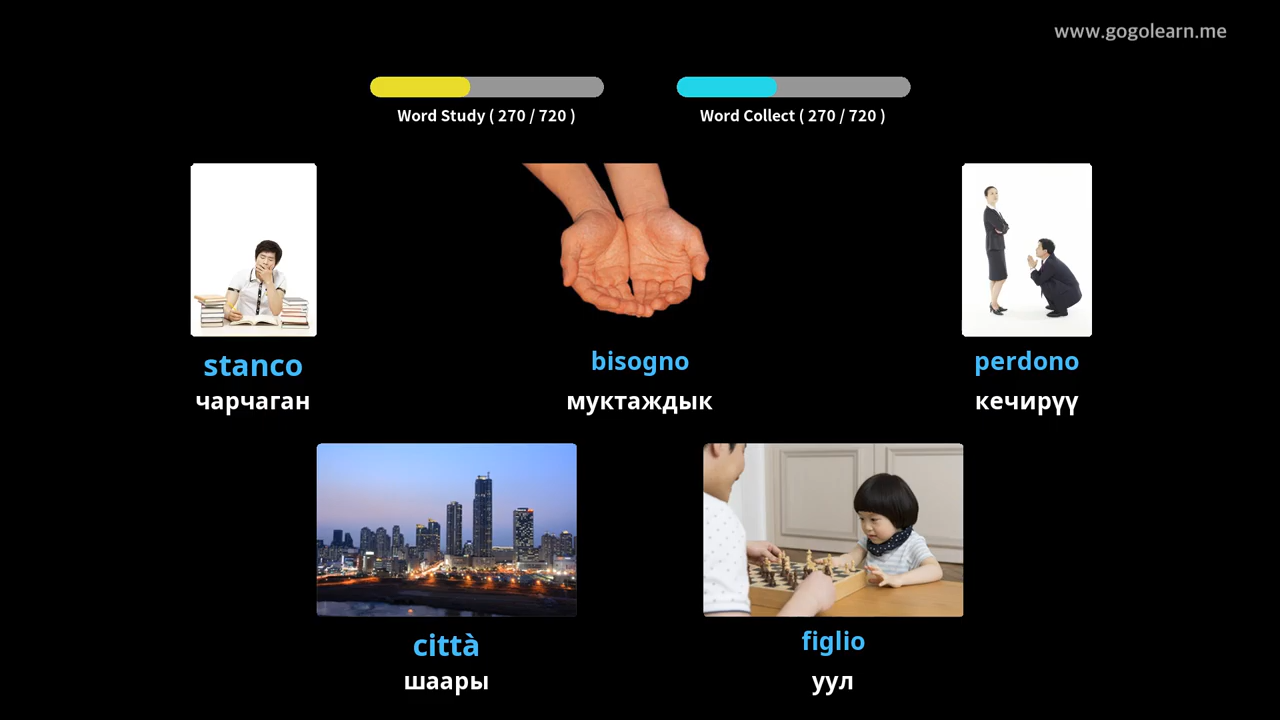 www.gogolearn.me
Word Study ( 270 / 720 )
Word Collect ( 270 / 720 )
stanco
чарчаган
bisogno
муктаждык
perdono
кечирүү
città
шаары
figlio
уул